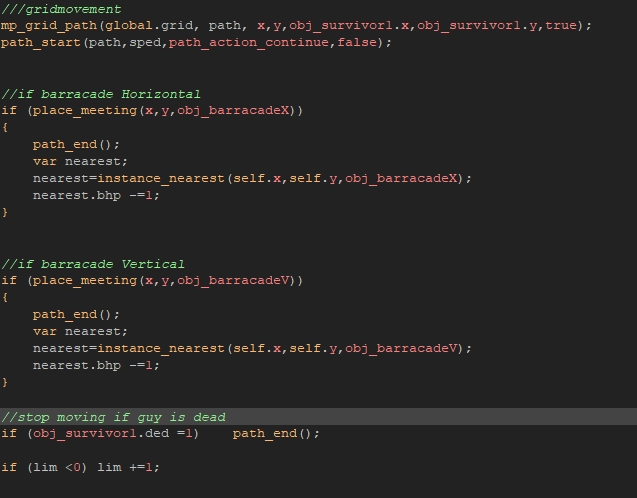 ///gridmovement
mp_grid_path(global.grid, path, x,y,obj_survivor1.x,obj_survivor1.y,true);
path_start(path,sped,path_action_continue,false);
//if barracade Horizontal
if (place_meeting(x,y,obj_barracadeX))
{
path_end();
var nearest;
nearest=instance_nearest(self.x,self.y,obj_barracadeX);
nearest.bhp -=1;
}
//if barracade Vertical
if (place_meeting(x,y,obj_barracadeV))
{
path_end();
var nearest;
nearest=instance_nearest(self.x,self.y,obj_barracadeV);
nearest.bhp -=1;
}
//stop moving if guy is dead
if (obj_survivor1.ded =1)    path_end();
if (lim <0) lim +=1;